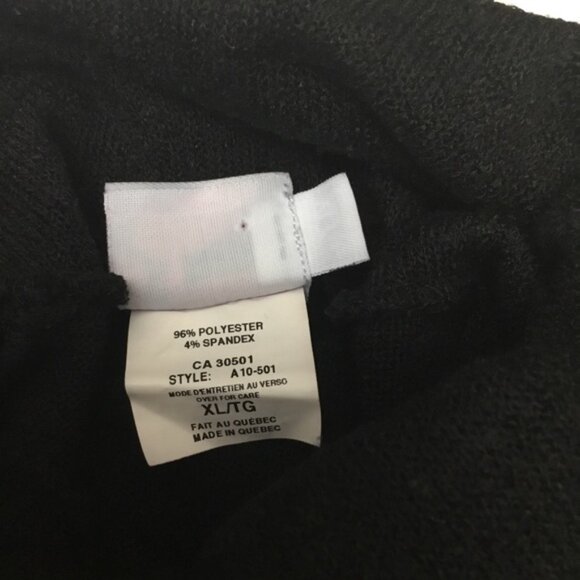 96% POLYESTER
4% SPANDEX
CA 30501
STYLE: A10-501
MODE D'ENTRETIEN AU VERSO
OVER FOR CARE
XL/TG
FAIT AU QUÉBEC
MADE IN QUEBEC